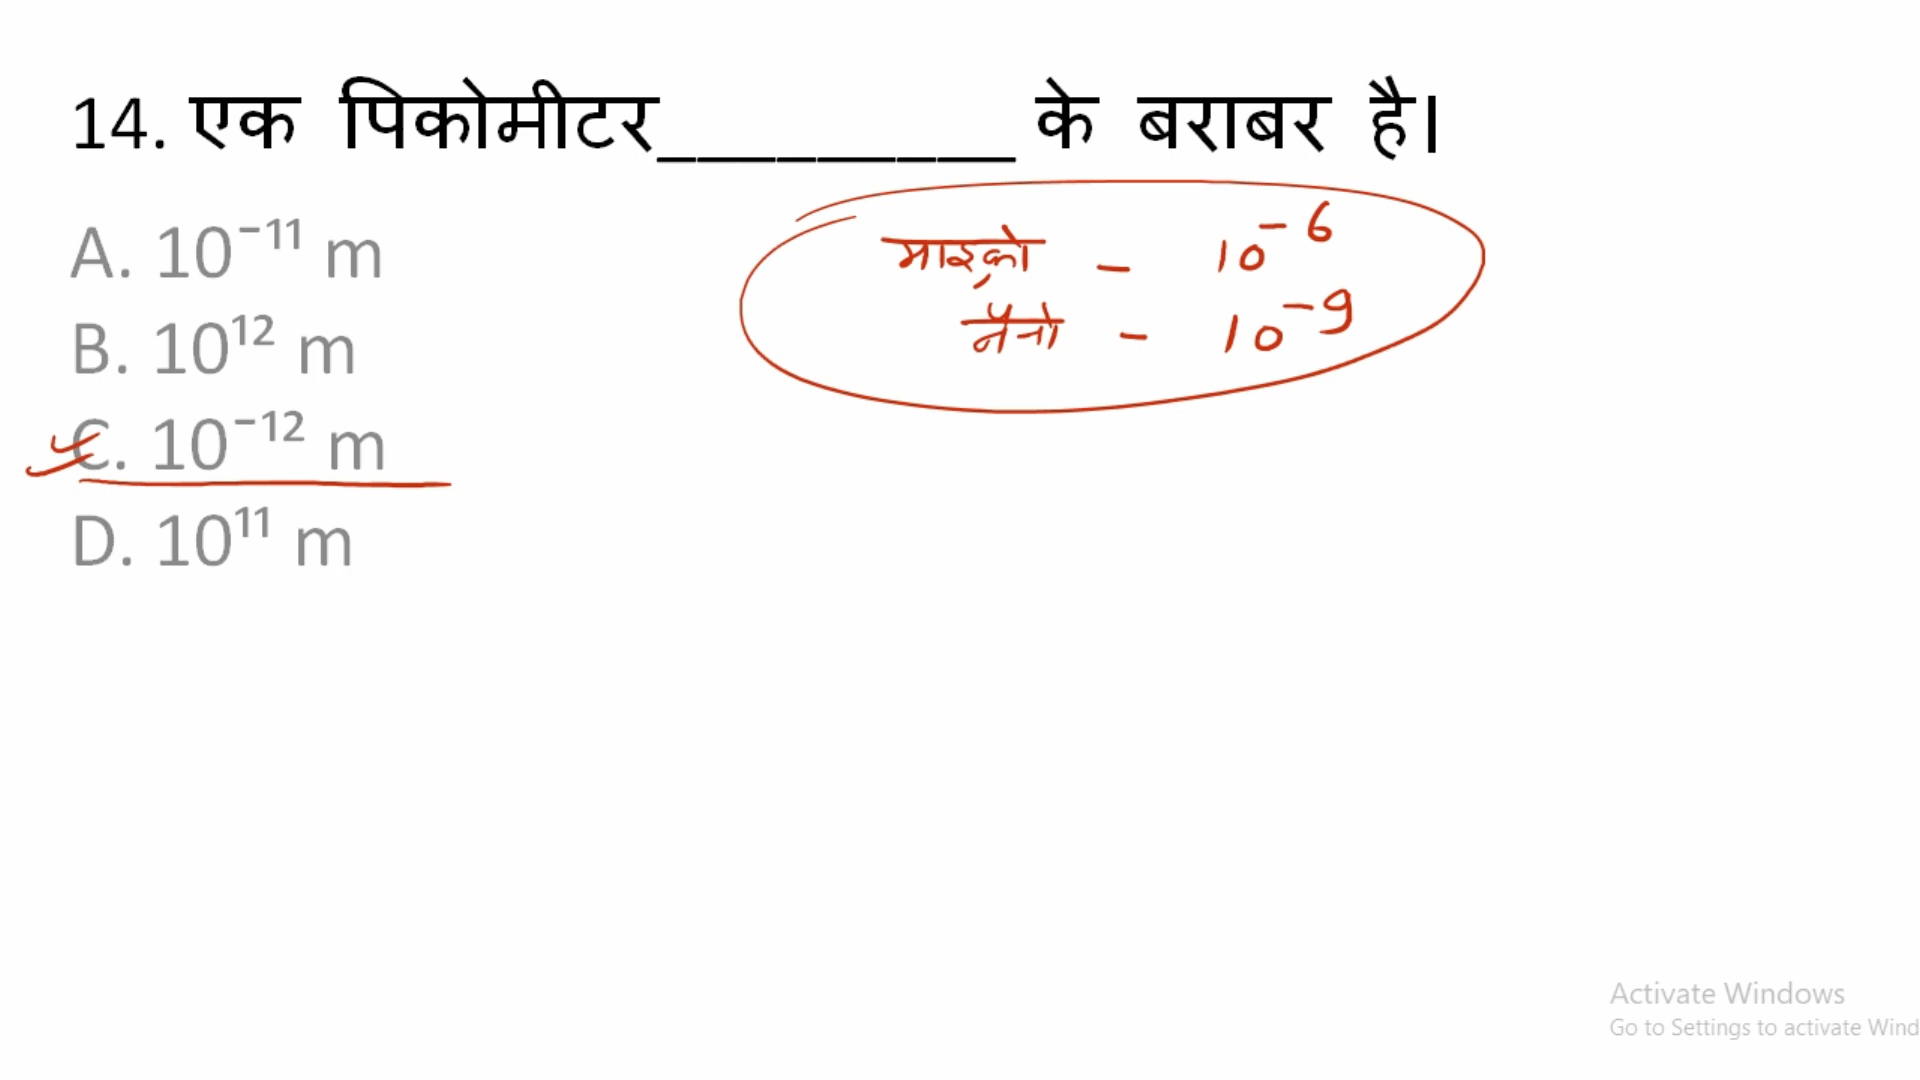 14. एक पिकोमीटर_________ के बराबर है।
माइक्रो - 10⁻⁶
नैनो - 10⁻⁹
A. 10⁻¹¹ m
B. 10¹² m
C. 10⁻¹² m
D. 10¹¹ m
Activate Windows
Go to Settings to activate Wind